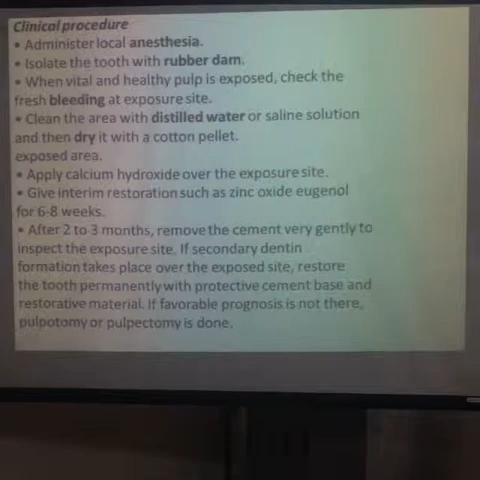 Clinical procedure
• Administer local anesthesia.
• Isolate the tooth with rubber dam.
• When vital and healthy pulp is exposed, check the
fresh bleeding at exposure site.
• Clean the area with distilled water or saline solution
and then dry it with a cotton pellet.
exposed area.
• Apply calcium hydroxide over the exposure site.
• Give interim restoration such as zinc oxide eugenol
for 6-8 weeks.
• After 2 to 3 months, remove the cement very gently to
inspect the exposure site. If secondary dentin
formation takes place over the exposed site, restore
the tooth permanently with protective cement base and
restorative material. If favorable prognosis is not there,
pulpotomy or pulpectomy is done.